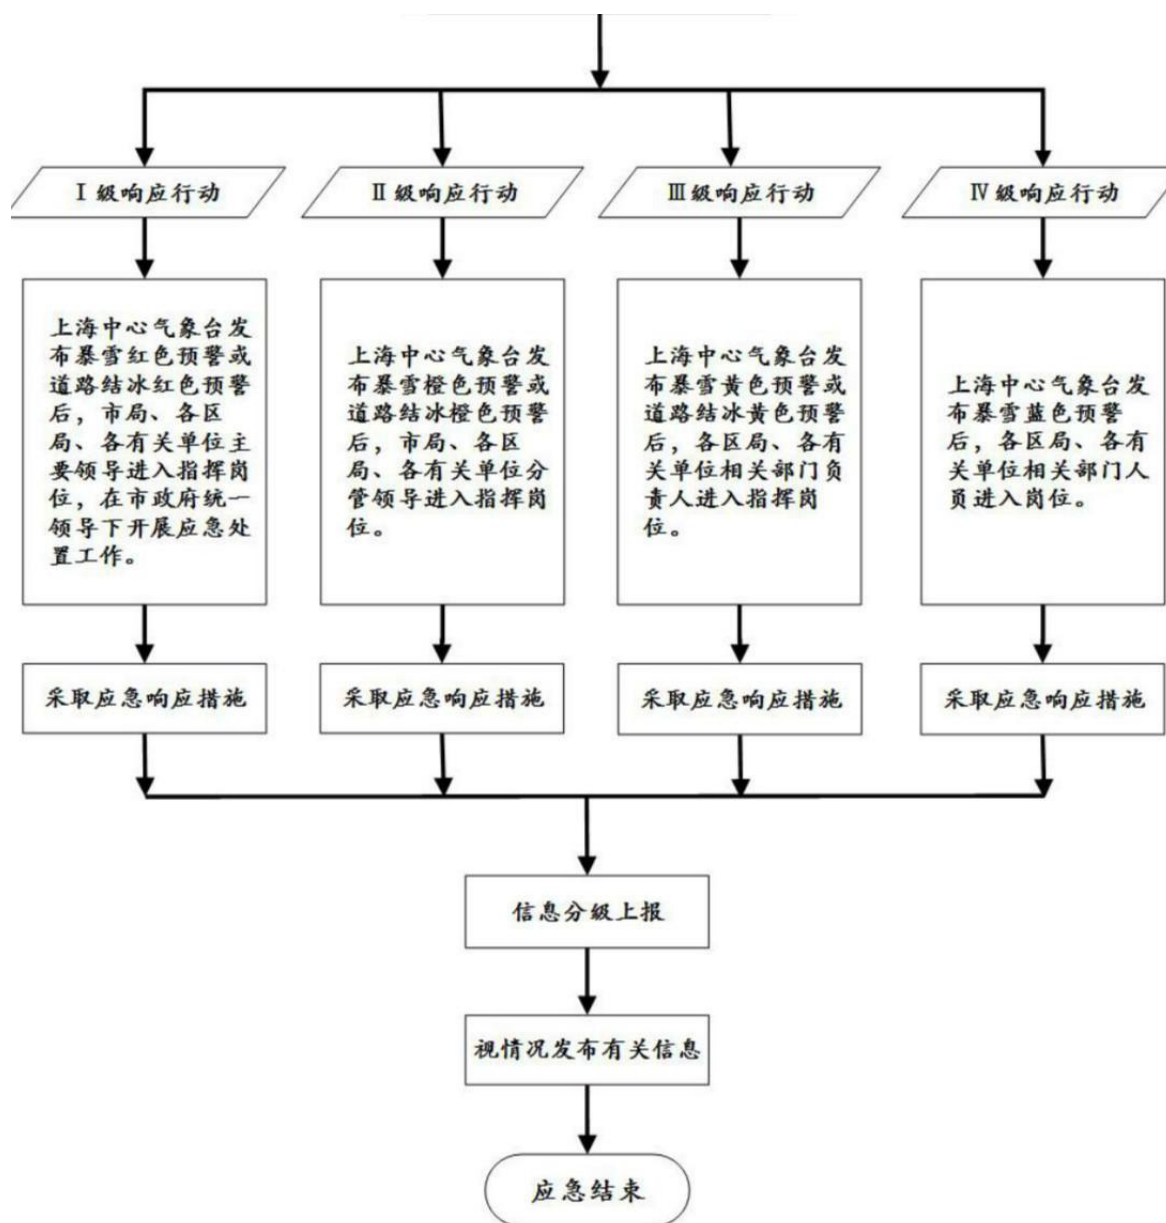 Ⅰ级响应行动
Ⅱ级响应行动
Ⅲ级响应行动
Ⅳ级响应行动
上海中心气象台发
布暴雪红色预警或
道路结冰红色预警
后，市局、各区
局、各有关单位主
要领导进入指挥岗
位，在市政府统一
领导下开展应急处
置工作。
上海中心气象台发
布暴雪橙色预警或
道路结冰橙色预警
后，市局、各区
局、各有关单位分
管领导进入指挥岗
位。
上海中心气象台发
布暴雪黄色预警或
道路结冰黄色预警
后，各区局、各有
关单位相关部门负
责人进入指挥岗
位。
上海中心气象台发
布暴雪蓝色预警
后，各区局、各有
关单位相关部门人
员进入岗位。
采取应急响应措施
采取应急响应措施
采取应急响应措施
采取应急响应措施
信息分级上报
视情况发布有关信息
应急结束